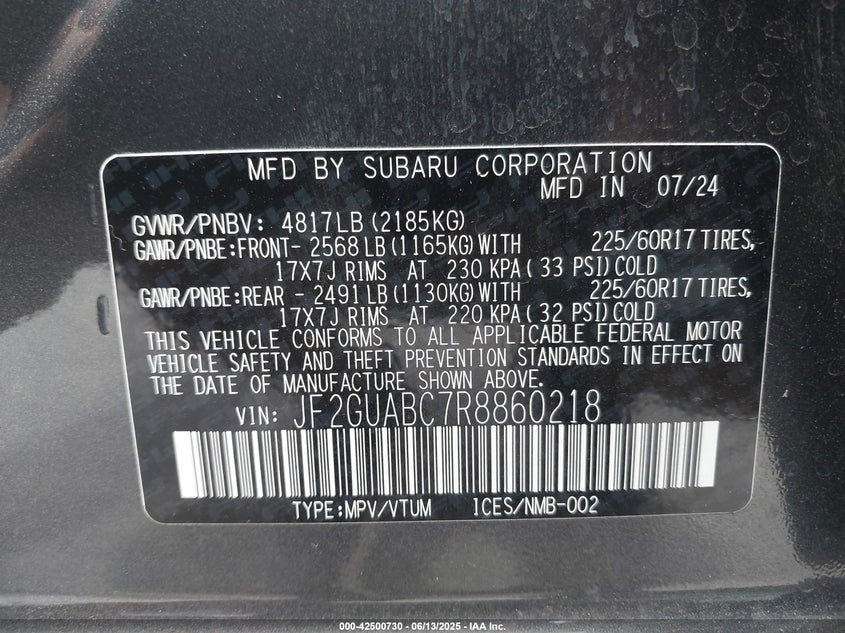 MFD BY SUBARU CORPORATION
MFD IN 07/24
GVWR/PNBV: 4817LB (2185KG)
GAWR/PNBE:FRONT- 2568 LB (1165KG) WITH 225/60R17 TIRES,
17X7J RIMS AT 230 KPA ( 33 PSI) COLD
GAWR/PNBE:REAR - 2491 LB (1130KG) WITH 225/60R17 TIRES,
17X7J RIMS AT 220 KPA ( 32 PSI) COLD
THIS VEHICLE CONFORMS TO ALL APPLICABLE FEDERAL MOTOR
VEHICLE SAFETY AND THEFT PREVENTION STANDARDS IN EFFECT ON
THE DATE OF MANUFACTURE SHOWN ABOVE.
VIN: JF2GUABC7R8860218
TYPE:MPV/VTUM ICES/NMB-002
000-42500730 - 06/13/2025 - IAA Inc.